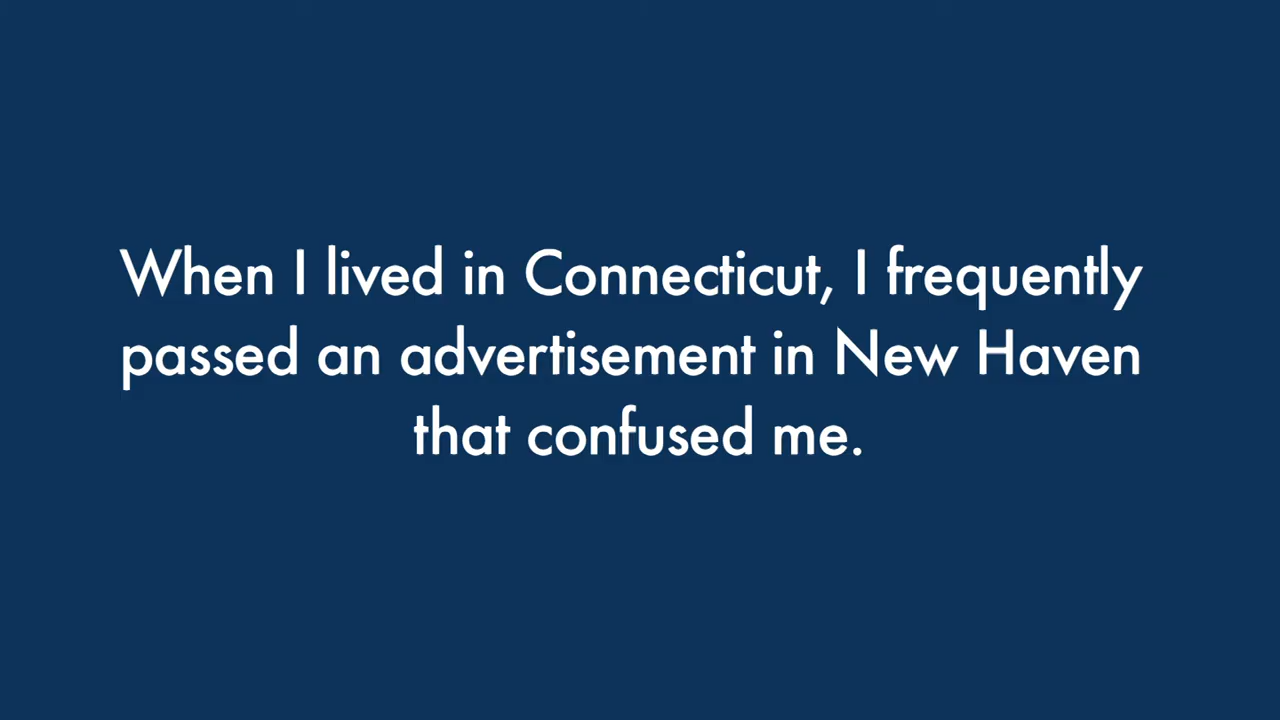 When I lived in Connecticut, I frequently
passed an advertisement in New Haven
that confused me.